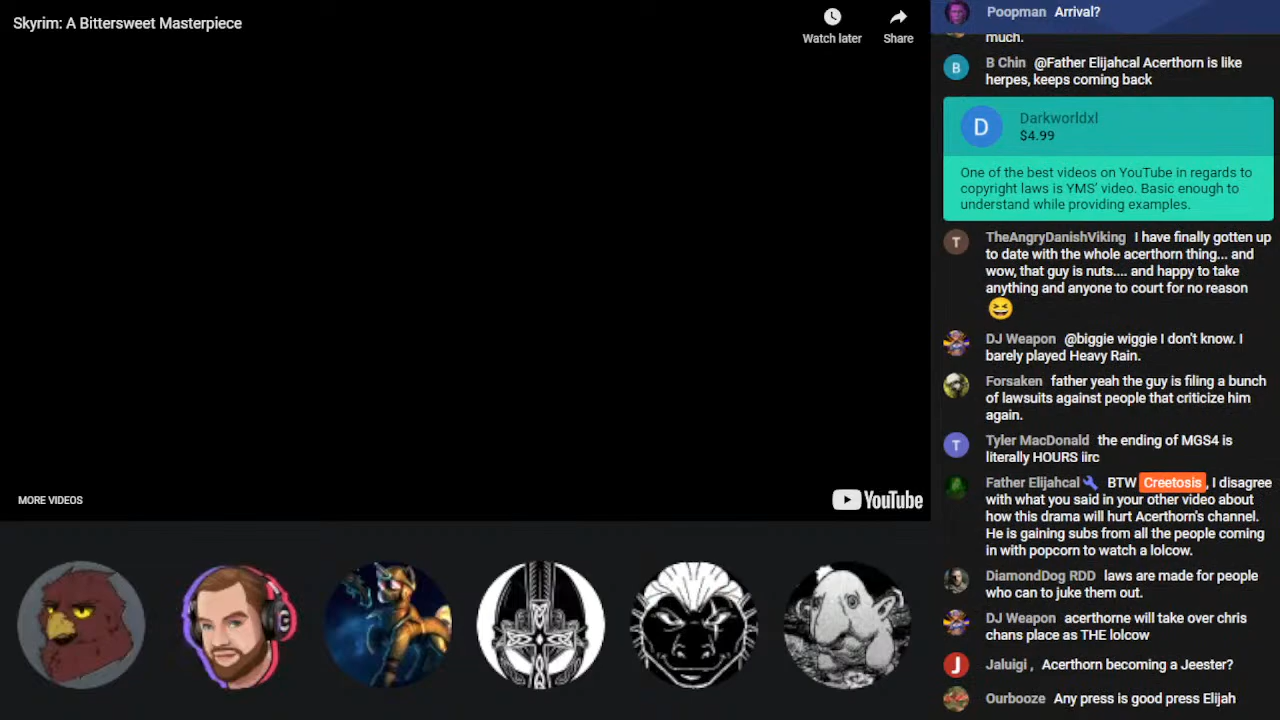 Skyrim: A Bittersweet Masterpiece
Watch later
Share
MORE VIDEOS
YouTube
Poopman Arrival?
much.
B
B Chin @Father Elijahcal Acerthorn is like
herpes, keeps coming back
D
Darkworldxl
$4.99
One of the best videos on YouTube in regards to
copyright laws is YMS' video. Basic enough to
understand while providing examples.
T
TheAngryDanishViking I have finally gotten up
to date with the whole acerthorn thing... and
wow, that guy is nuts.... and happy to take
anything and anyone to court for no reason
DJ Weapon @biggie wiggie I don't know. I
barely played Heavy Rain.
Forsaken father yeah the guy is filing a bunch
of lawsuits against people that criticize him
again.
T
Tyler MacDonald the ending of MGS4 is
literally HOURS iirc
Father Elijahcal BTW Creetosis, I disagree
with what you said in your other video about
how this drama will hurt Acerthorn's channel.
He is gaining subs from all the people coming
in with popcorn to watch a lolcow.
DiamondDog RDD laws are made for people
who can to juke them out.
DJ Weapon acerthorne will take over chris
chans place as THE lolcow
J
Jaluigi , Acerthorn becoming a Jeester?
Ourbooze Any press is good press Elijah